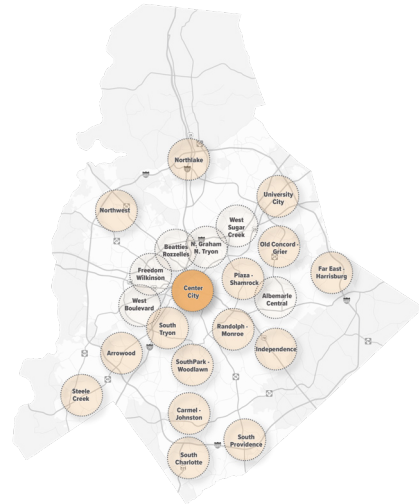 Northlake
University
City
Northwest
West
Sugar
Creek
Beatties
Rozzelles
N. Graham
N. Tryon
Old Concord -
Grier
Freedom
Wilkinson
Plaza -
Shamrock
Far East -
Harrisburg
Center
City
West
Boulevard
Albemarle
Central
South
Tryon
Randolph -
Monroe
Arrowood
Independence
SouthPark -
Woodlawn
Steele
Creek
Carmel -
Johnston
South
Providence
South
Charlotte